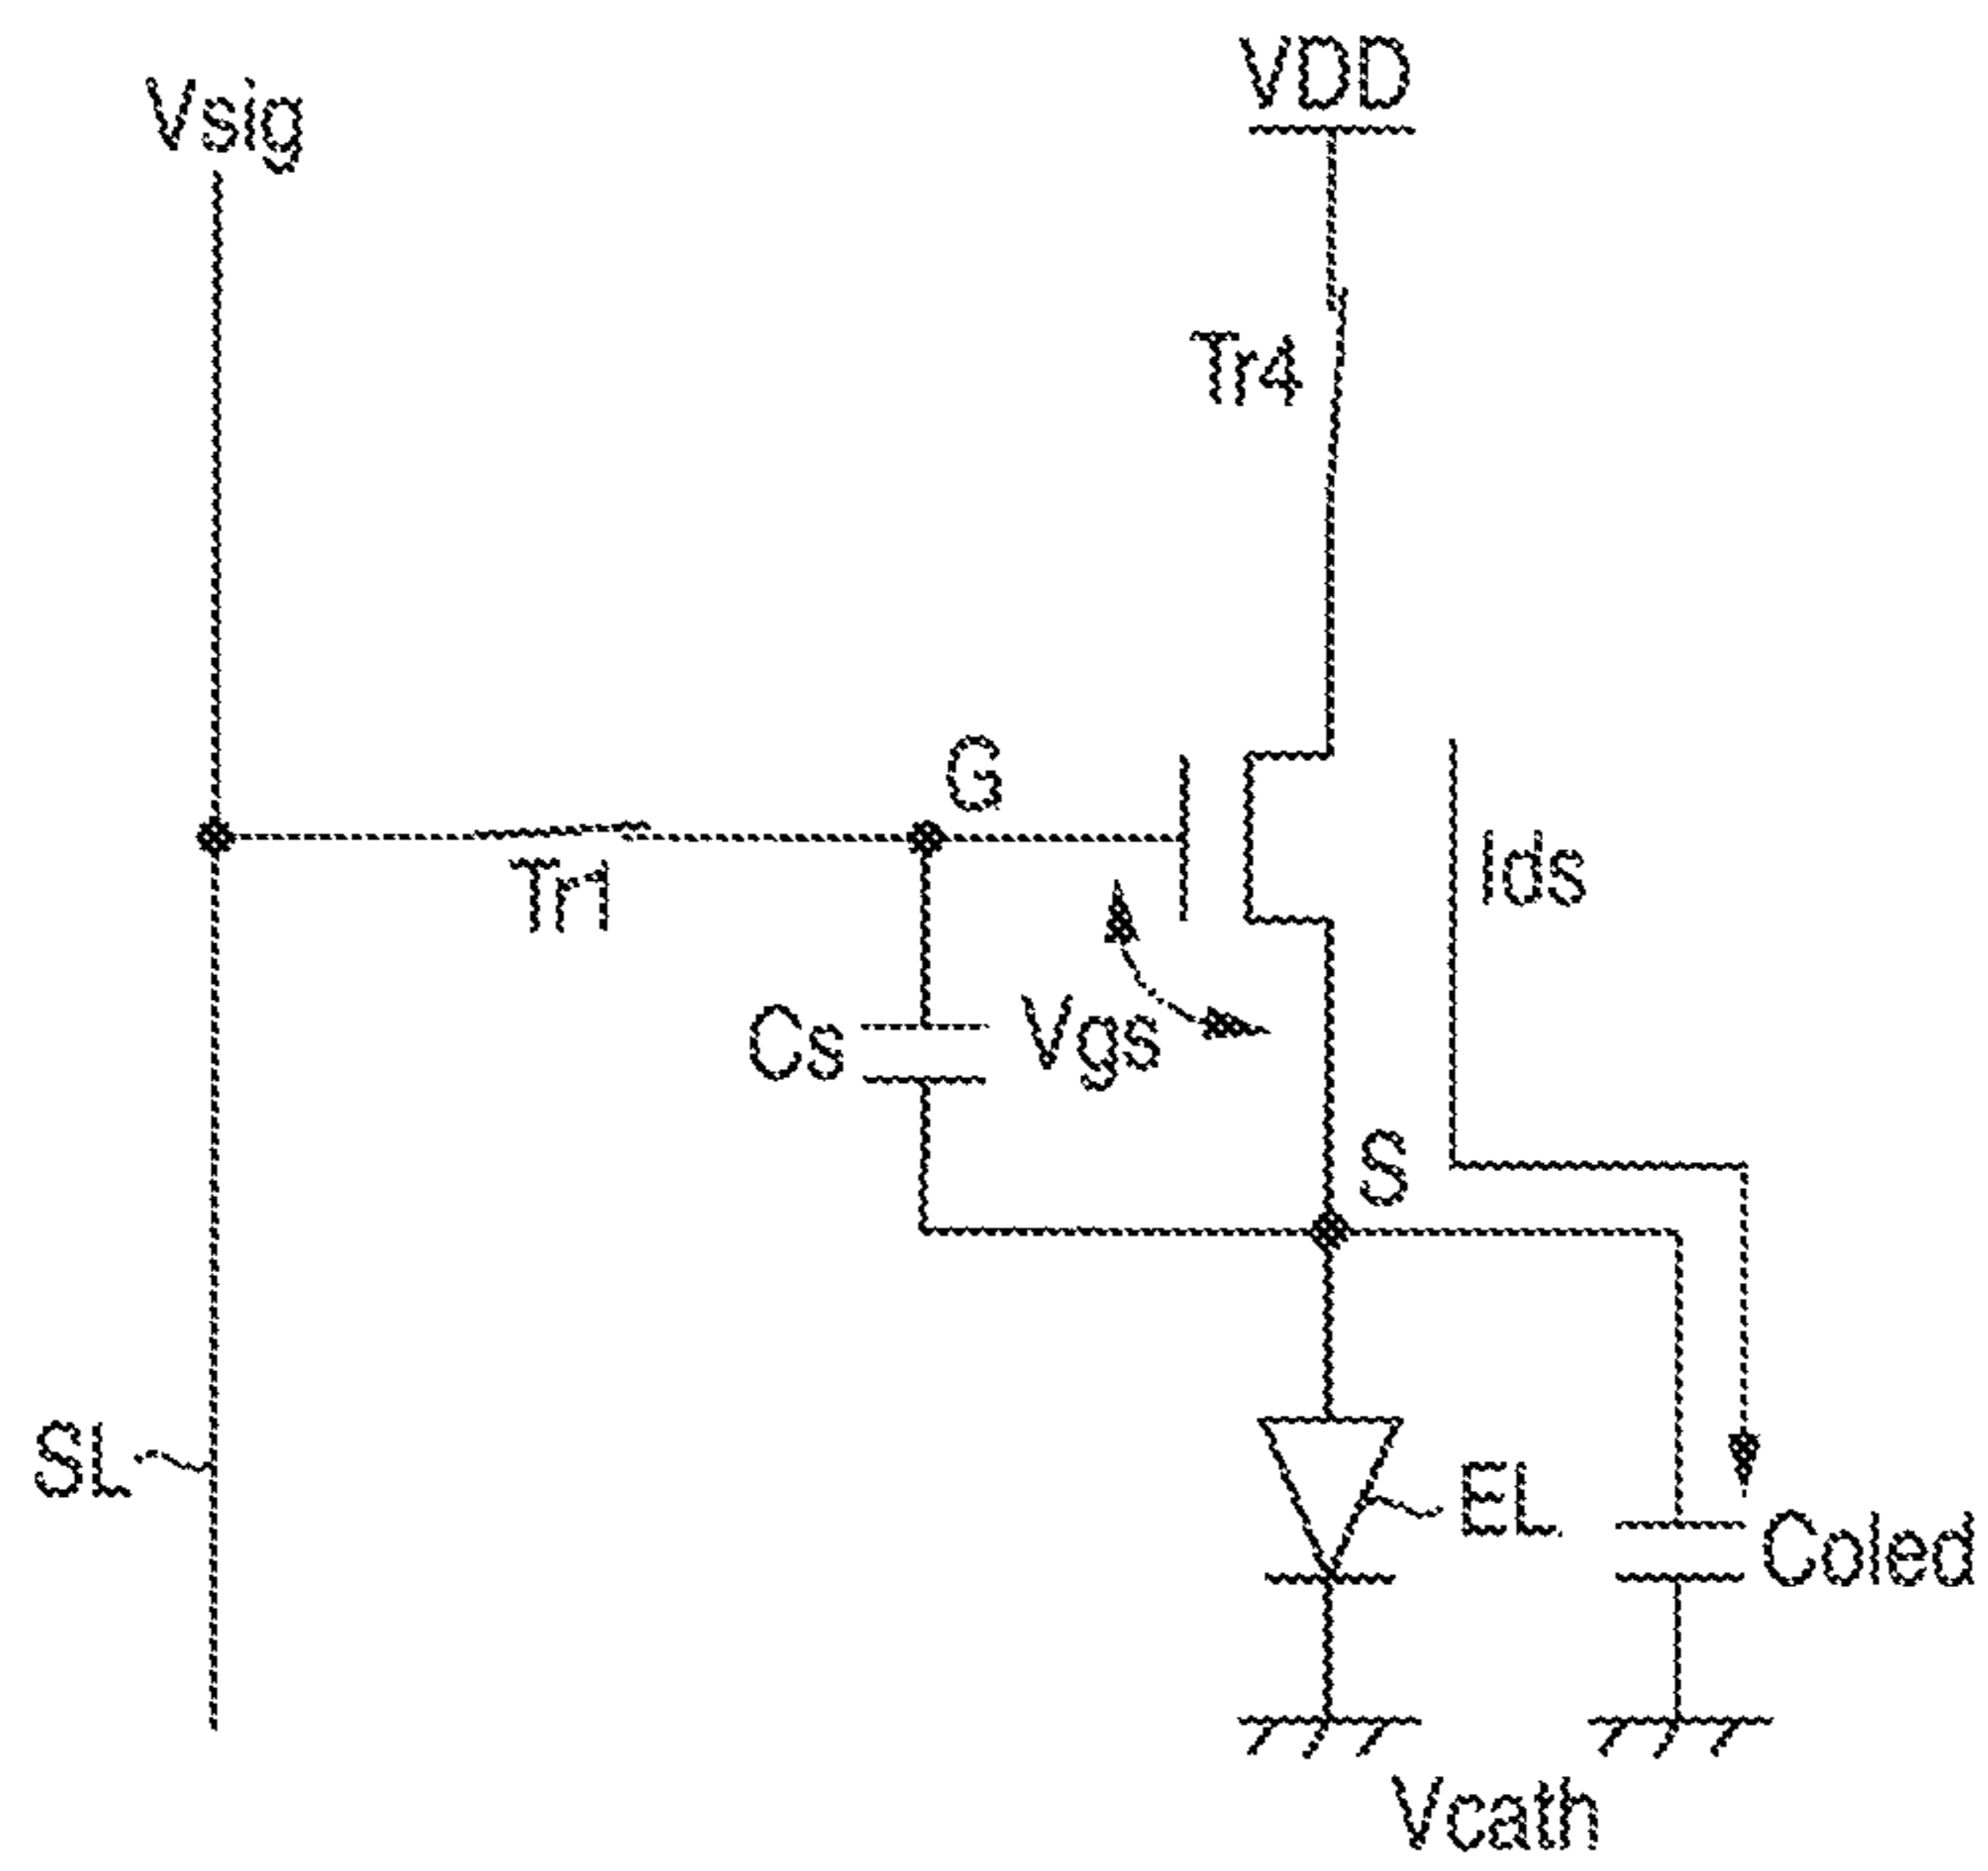 Vsig
VDD
Tr4
G
Tr1
Ids
Cs
Vgs
S
SL
EL
Coled
Vcath